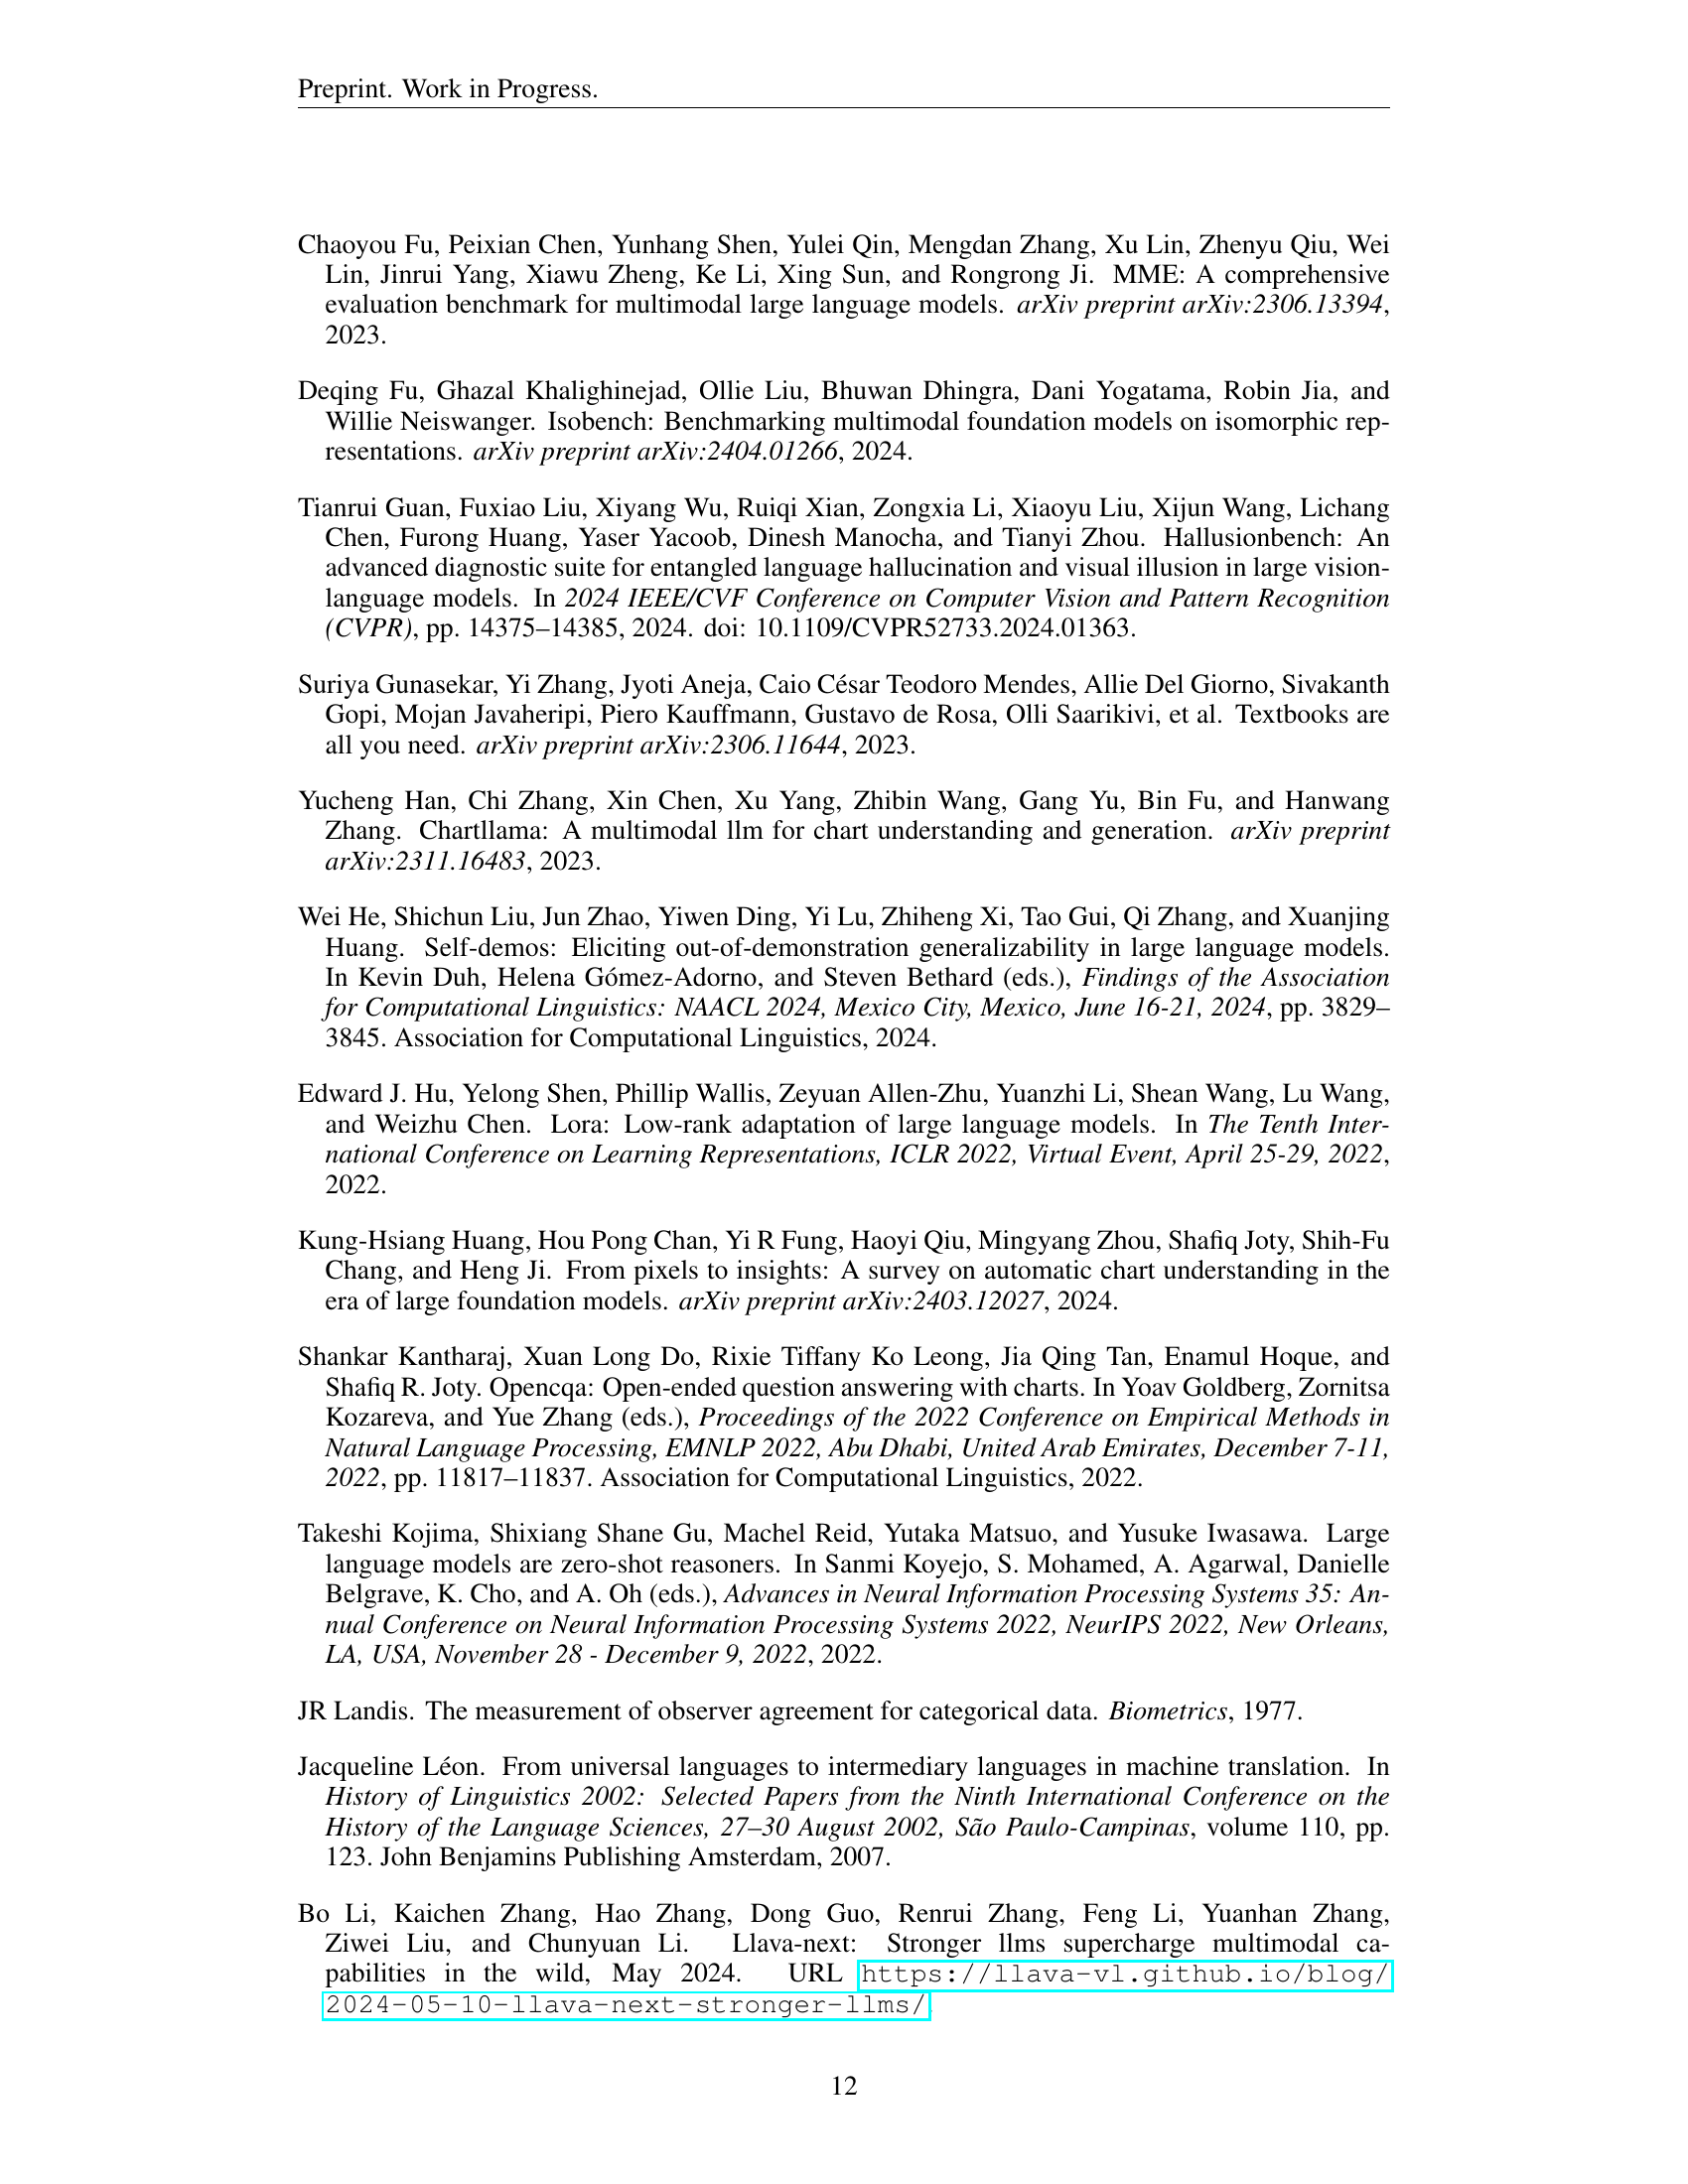 Preprint. Work in Progress.
Chaoyou Fu, Peixian Chen, Yunhang Shen, Yulei Qin, Mengdan Zhang, Xu Lin, Zhenyu Qiu, Wei
Lin, Jinrui Yang, Xiawu Zheng, Ke Li, Xing Sun, and Rongrong Ji. MME: A comprehensive
evaluation benchmark for multimodal large language models. arXiv preprint arXiv:2306.13394,
2023.
Deqing Fu, Ghazal Khalighinejad, Ollie Liu, Bhuwan Dhingra, Dani Yogatama, Robin Jia, and
Willie Neiswanger. Isobench: Benchmarking multimodal foundation models on isomorphic rep-
resentations. arXiv preprint arXiv:2404.01266, 2024.
Tianrui Guan, Fuxiao Liu, Xiyang Wu, Ruiqi Xian, Zongxia Li, Xiaoyu Liu, Xijun Wang, Lichang
Chen, Furong Huang, Yaser Yacoob, Dinesh Manocha, and Tianyi Zhou. Hallusionbench: An
advanced diagnostic suite for entangled language hallucination and visual illusion in large vision-
language models. In 2024 IEEE/CVF Conference on Computer Vision and Pattern Recognition
(CVPR), pp. 14375–14385, 2024. doi: 10.1109/CVPR52733.2024.01363.
Suriya Gunasekar, Yi Zhang, Jyoti Aneja, Caio César Teodoro Mendes, Allie Del Giorno, Sivakanth
Gopi, Mojan Javaheripi, Piero Kauffmann, Gustavo de Rosa, Olli Saarikivi, et al. Textbooks are
all you need. arXiv preprint arXiv:2306.11644, 2023.
Yucheng Han, Chi Zhang, Xin Chen, Xu Yang, Zhibin Wang, Gang Yu, Bin Fu, and Hanwang
Zhang. Chartllama: A multimodal llm for chart understanding and generation. arXiv preprint
arXiv:2311.16483, 2023.
Wei He, Shichun Liu, Jun Zhao, Yiwen Ding, Yi Lu, Zhiheng Xi, Tao Gui, Qi Zhang, and Xuanjing
Huang. Self-demos: Eliciting out-of-demonstration generalizability in large language models.
In Kevin Duh, Helena Gómez-Adorno, and Steven Bethard (eds.), Findings of the Association
for Computational Linguistics: NAACL 2024, Mexico City, Mexico, June 16-21, 2024, pp. 3829–
3845. Association for Computational Linguistics, 2024.
Edward J. Hu, Yelong Shen, Phillip Wallis, Zeyuan Allen-Zhu, Yuanzhi Li, Shean Wang, Lu Wang,
and Weizhu Chen. Lora: Low-rank adaptation of large language models. In The Tenth Inter-
national Conference on Learning Representations, ICLR 2022, Virtual Event, April 25-29, 2022,
2022.
Kung-Hsiang Huang, Hou Pong Chan, Yi R Fung, Haoyi Qiu, Mingyang Zhou, Shafiq Joty, Shih-Fu
Chang, and Heng Ji. From pixels to insights: A survey on automatic chart understanding in the
era of large foundation models. arXiv preprint arXiv:2403.12027, 2024.
Shankar Kantharaj, Xuan Long Do, Rixie Tiffany Ko Leong, Jia Qing Tan, Enamul Hoque, and
Shafiq R. Joty. Opencqa: Open-ended question answering with charts. In Yoav Goldberg, Zornitsa
Kozareva, and Yue Zhang (eds.), Proceedings of the 2022 Conference on Empirical Methods in
Natural Language Processing, EMNLP 2022, Abu Dhabi, United Arab Emirates, December 7-11,
2022, pp. 11817–11837. Association for Computational Linguistics, 2022.
Takeshi Kojima, Shixiang Shane Gu, Machel Reid, Yutaka Matsuo, and Yusuke Iwasawa. Large
language models are zero-shot reasoners. In Sanmi Koyejo, S. Mohamed, A. Agarwal, Danielle
Belgrave, K. Cho, and A. Oh (eds.), Advances in Neural Information Processing Systems 35: An-
nual Conference on Neural Information Processing Systems 2022, NeurIPS 2022, New Orleans,
LA, USA, November 28 - December 9, 2022, 2022.
JR Landis. The measurement of observer agreement for categorical data. Biometrics, 1977.
Jacqueline Léon. From universal languages to intermediary languages in machine translation. In
History of Linguistics 2002: Selected Papers from the Ninth International Conference on the
History of the Language Sciences, 27–30 August 2002, São Paulo-Campinas, volume 110, pp.
123. John Benjamins Publishing Amsterdam, 2007.
Bo Li, Kaichen Zhang, Hao Zhang, Dong Guo, Renrui Zhang, Feng Li, Yuanhan Zhang,
Ziwei Liu, and Chunyuan Li. Llava-next: Stronger llms supercharge multimodal ca-
pabilities in the wild, May 2024. URL https://llava-vl.github.io/blog/
2024-05-10-llava-next-stronger-llms/
12